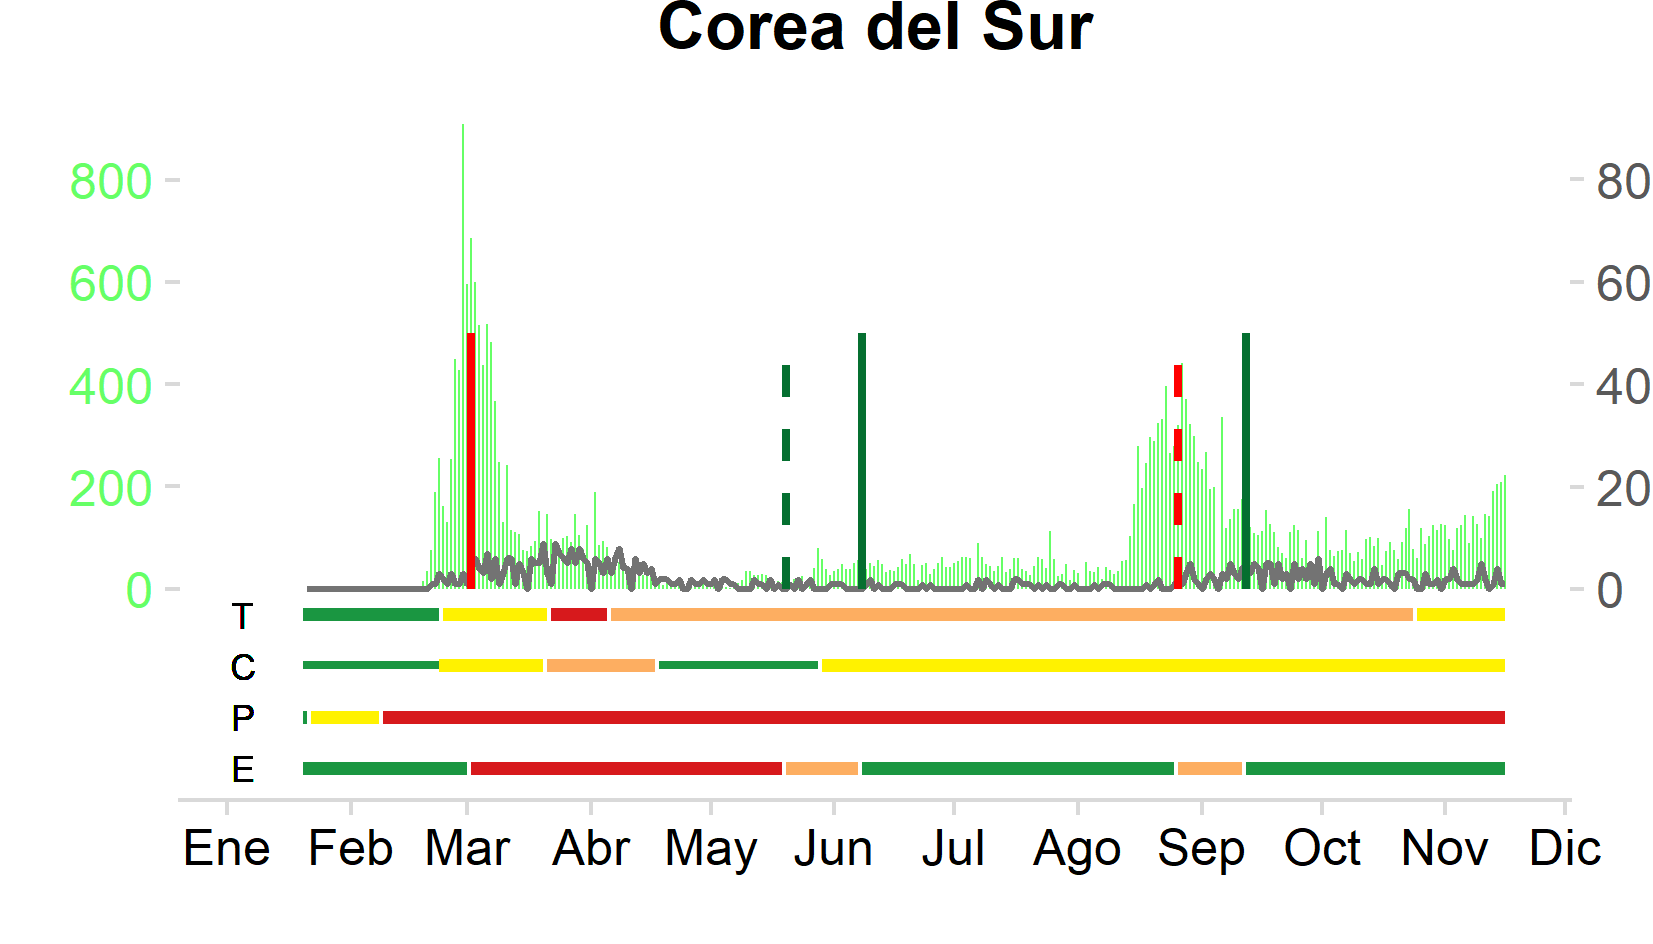 Corea del Sur
800 80
600 60
400 40
200 20
0 0
T
C
P
E
Ene Feb Mar Abr May Jun Jul Ago Sep Oct Nov Dic